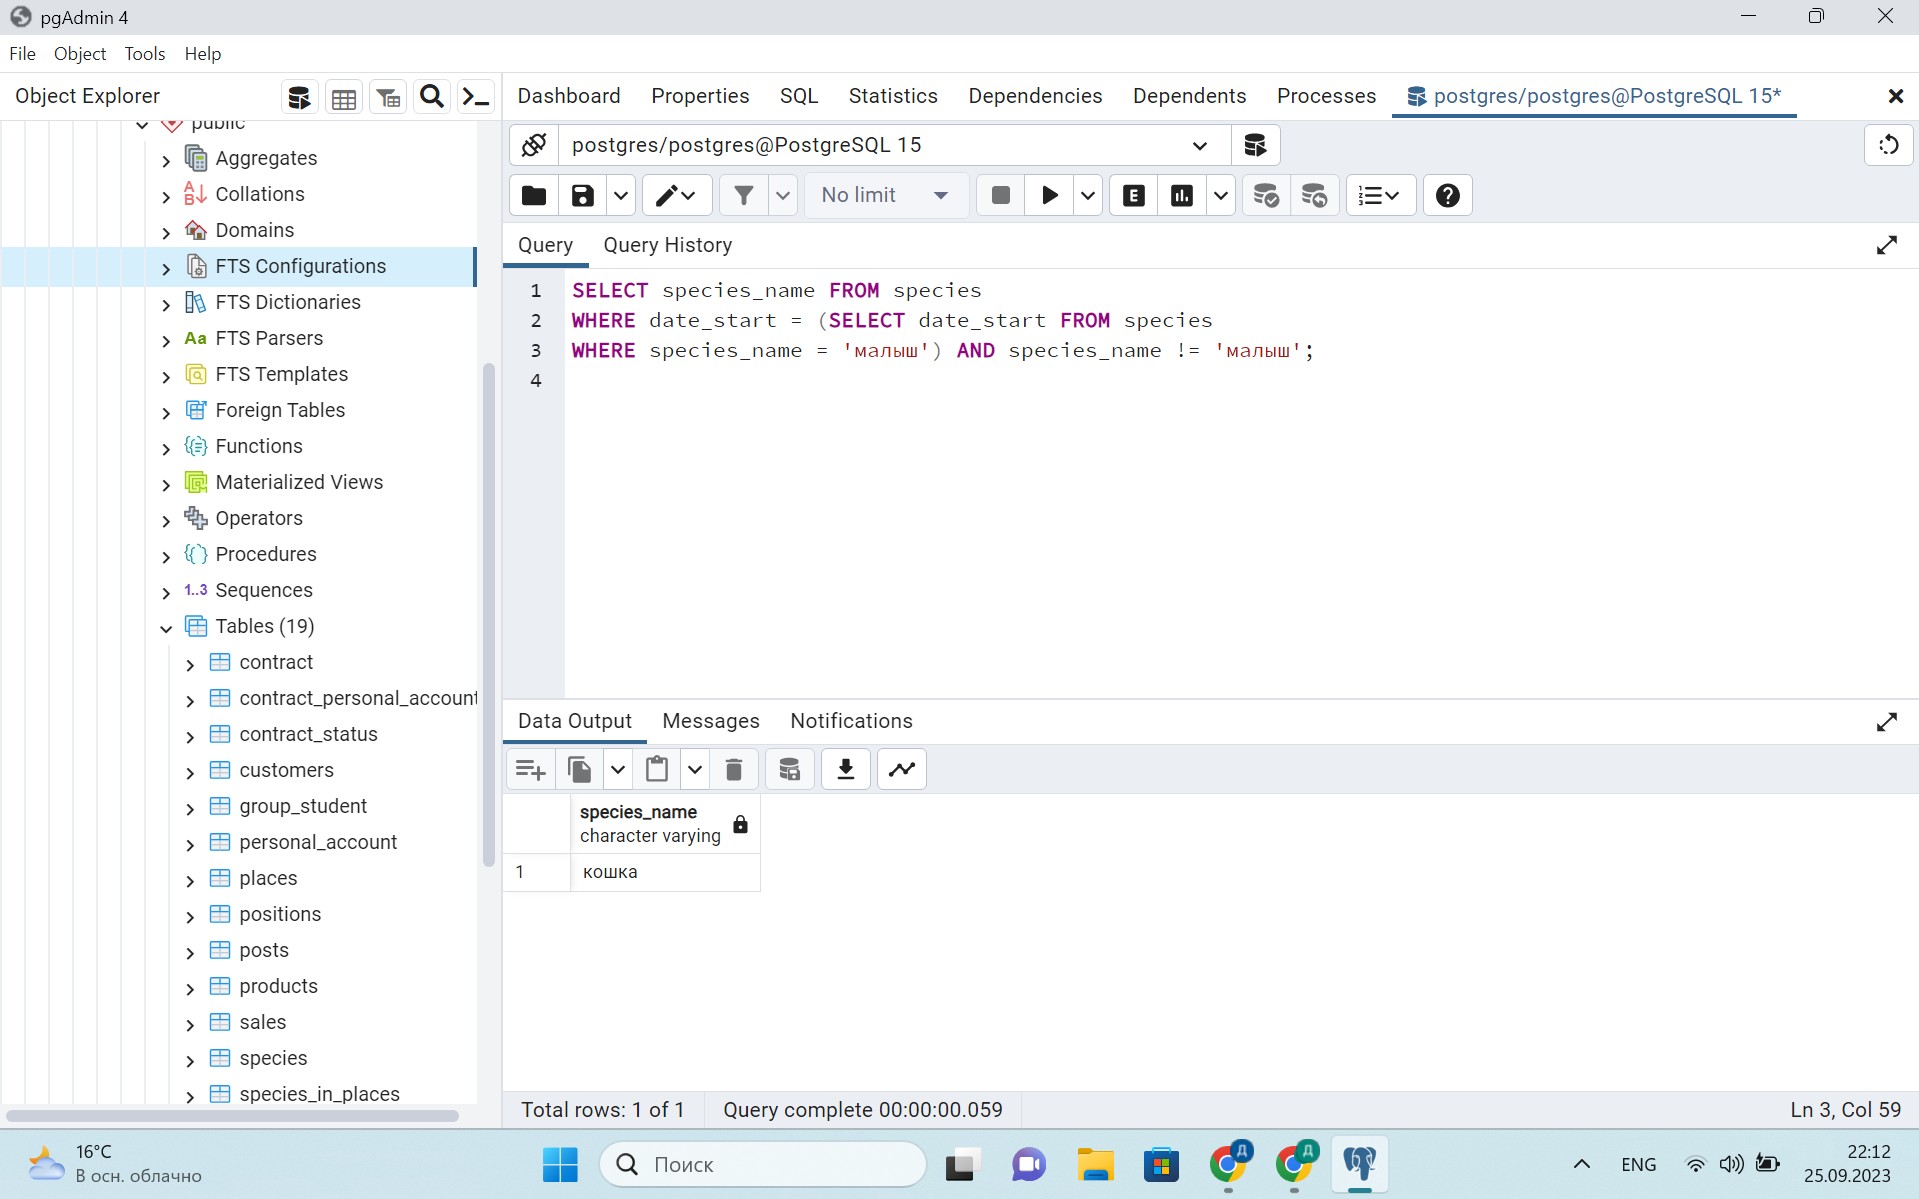 pgAdmin 4
File Object Tools Help
Object Explorer
Dashboard Properties SQL Statistics Dependencies Dependents Processes postgres/postgres@PostgreSQL 15*
public
Aggregates
Collations
Domains
FTS Configurations
FTS Dictionaries
FTS Parsers
FTS Templates
Foreign Tables
Functions
Materialized Views
Operators
Procedures
1..3 Sequences
Tables (19)
contract
contract_personal_account
contract_status
customers
group_student
personal_account
places
positions
posts
products
sales
species
species_in_places
postgres/postgres@PostgreSQL 15
No limit
Query Query History
1 SELECT species_name FROM species
2 WHERE date_start = (SELECT date_start FROM species
3 WHERE species_name = 'малыш') AND species_name != 'малыш';
4
Data Output Messages Notifications
species_name
character varying
1 кошка
Total rows: 1 of 1 Query complete 00:00:00.059 Ln 3, Col 59
16°C
В осн. облачно
Поиск
ENG
22:12
25.09.2023